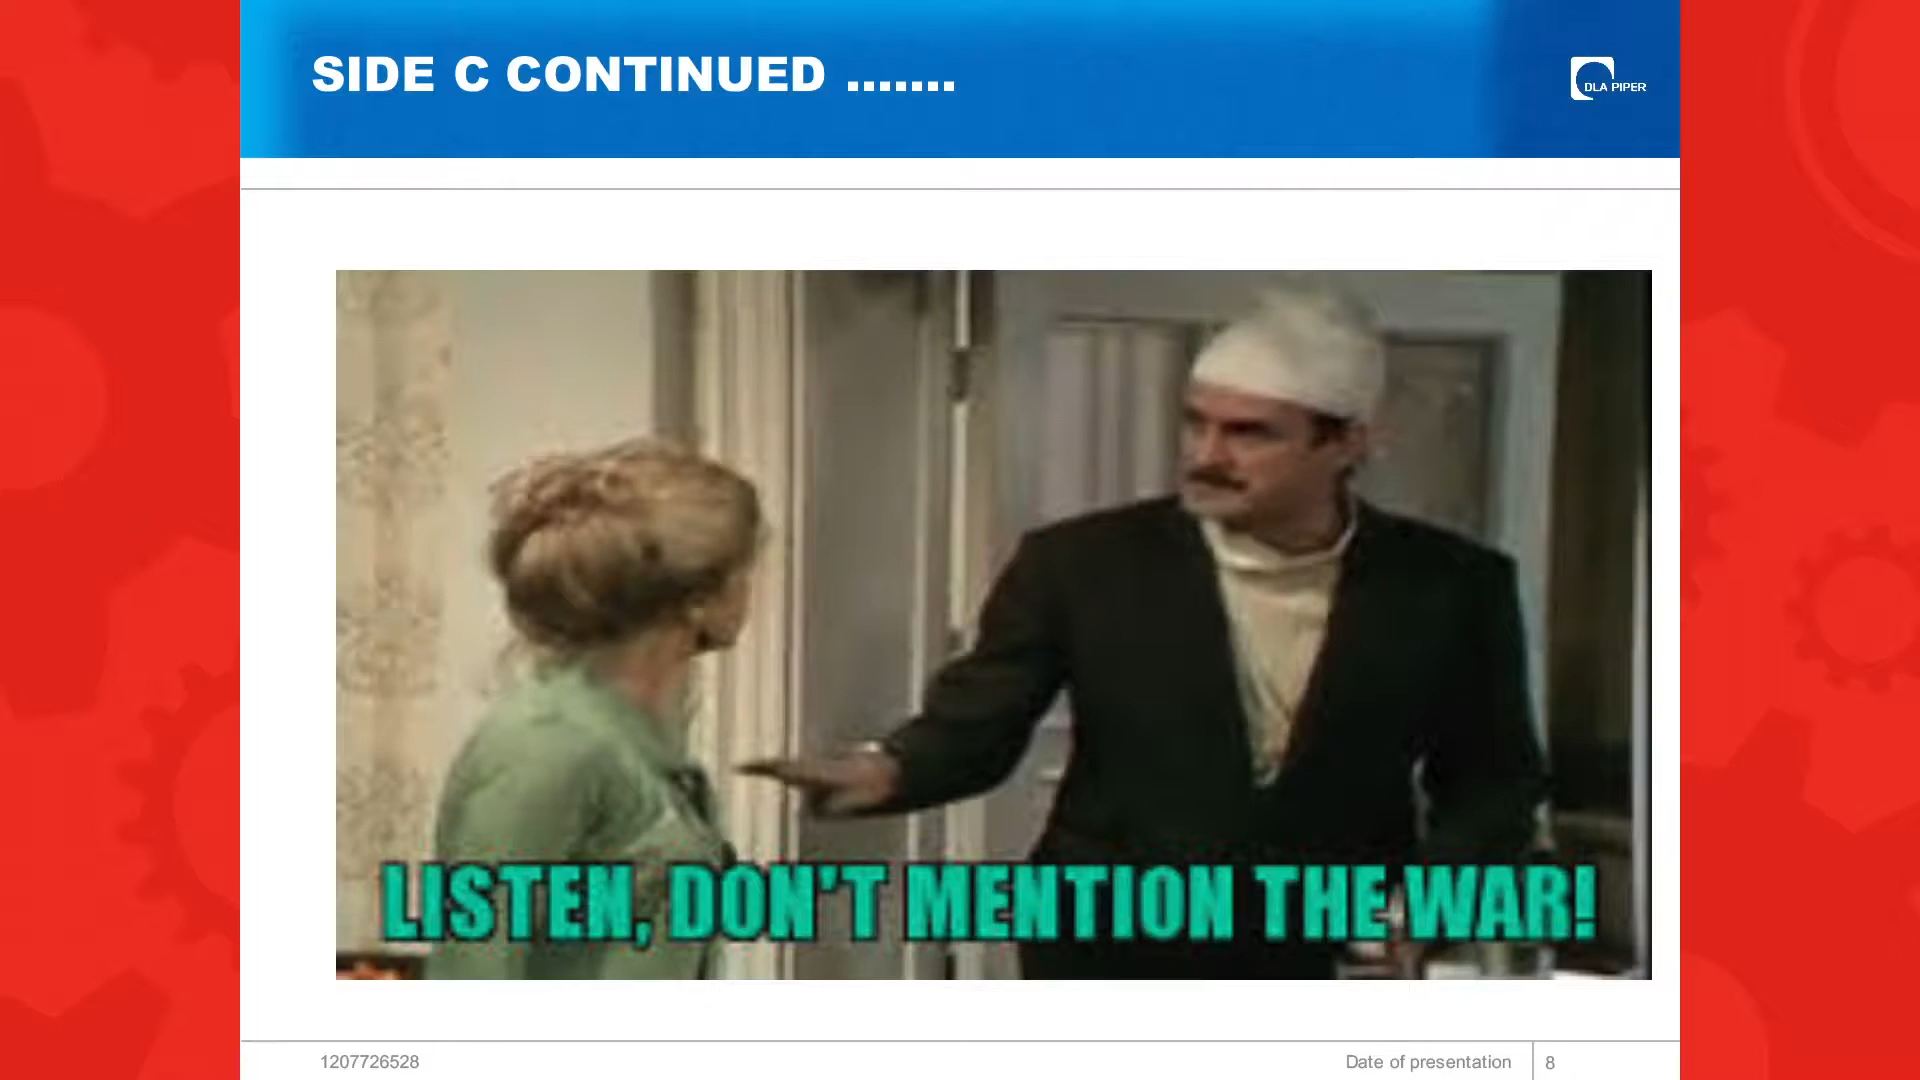 SIDE C CONTINUED .......
DLA PIPER
LISTEN, DON'T MENTION THE WAR!
1207726528
Date of presentation
8